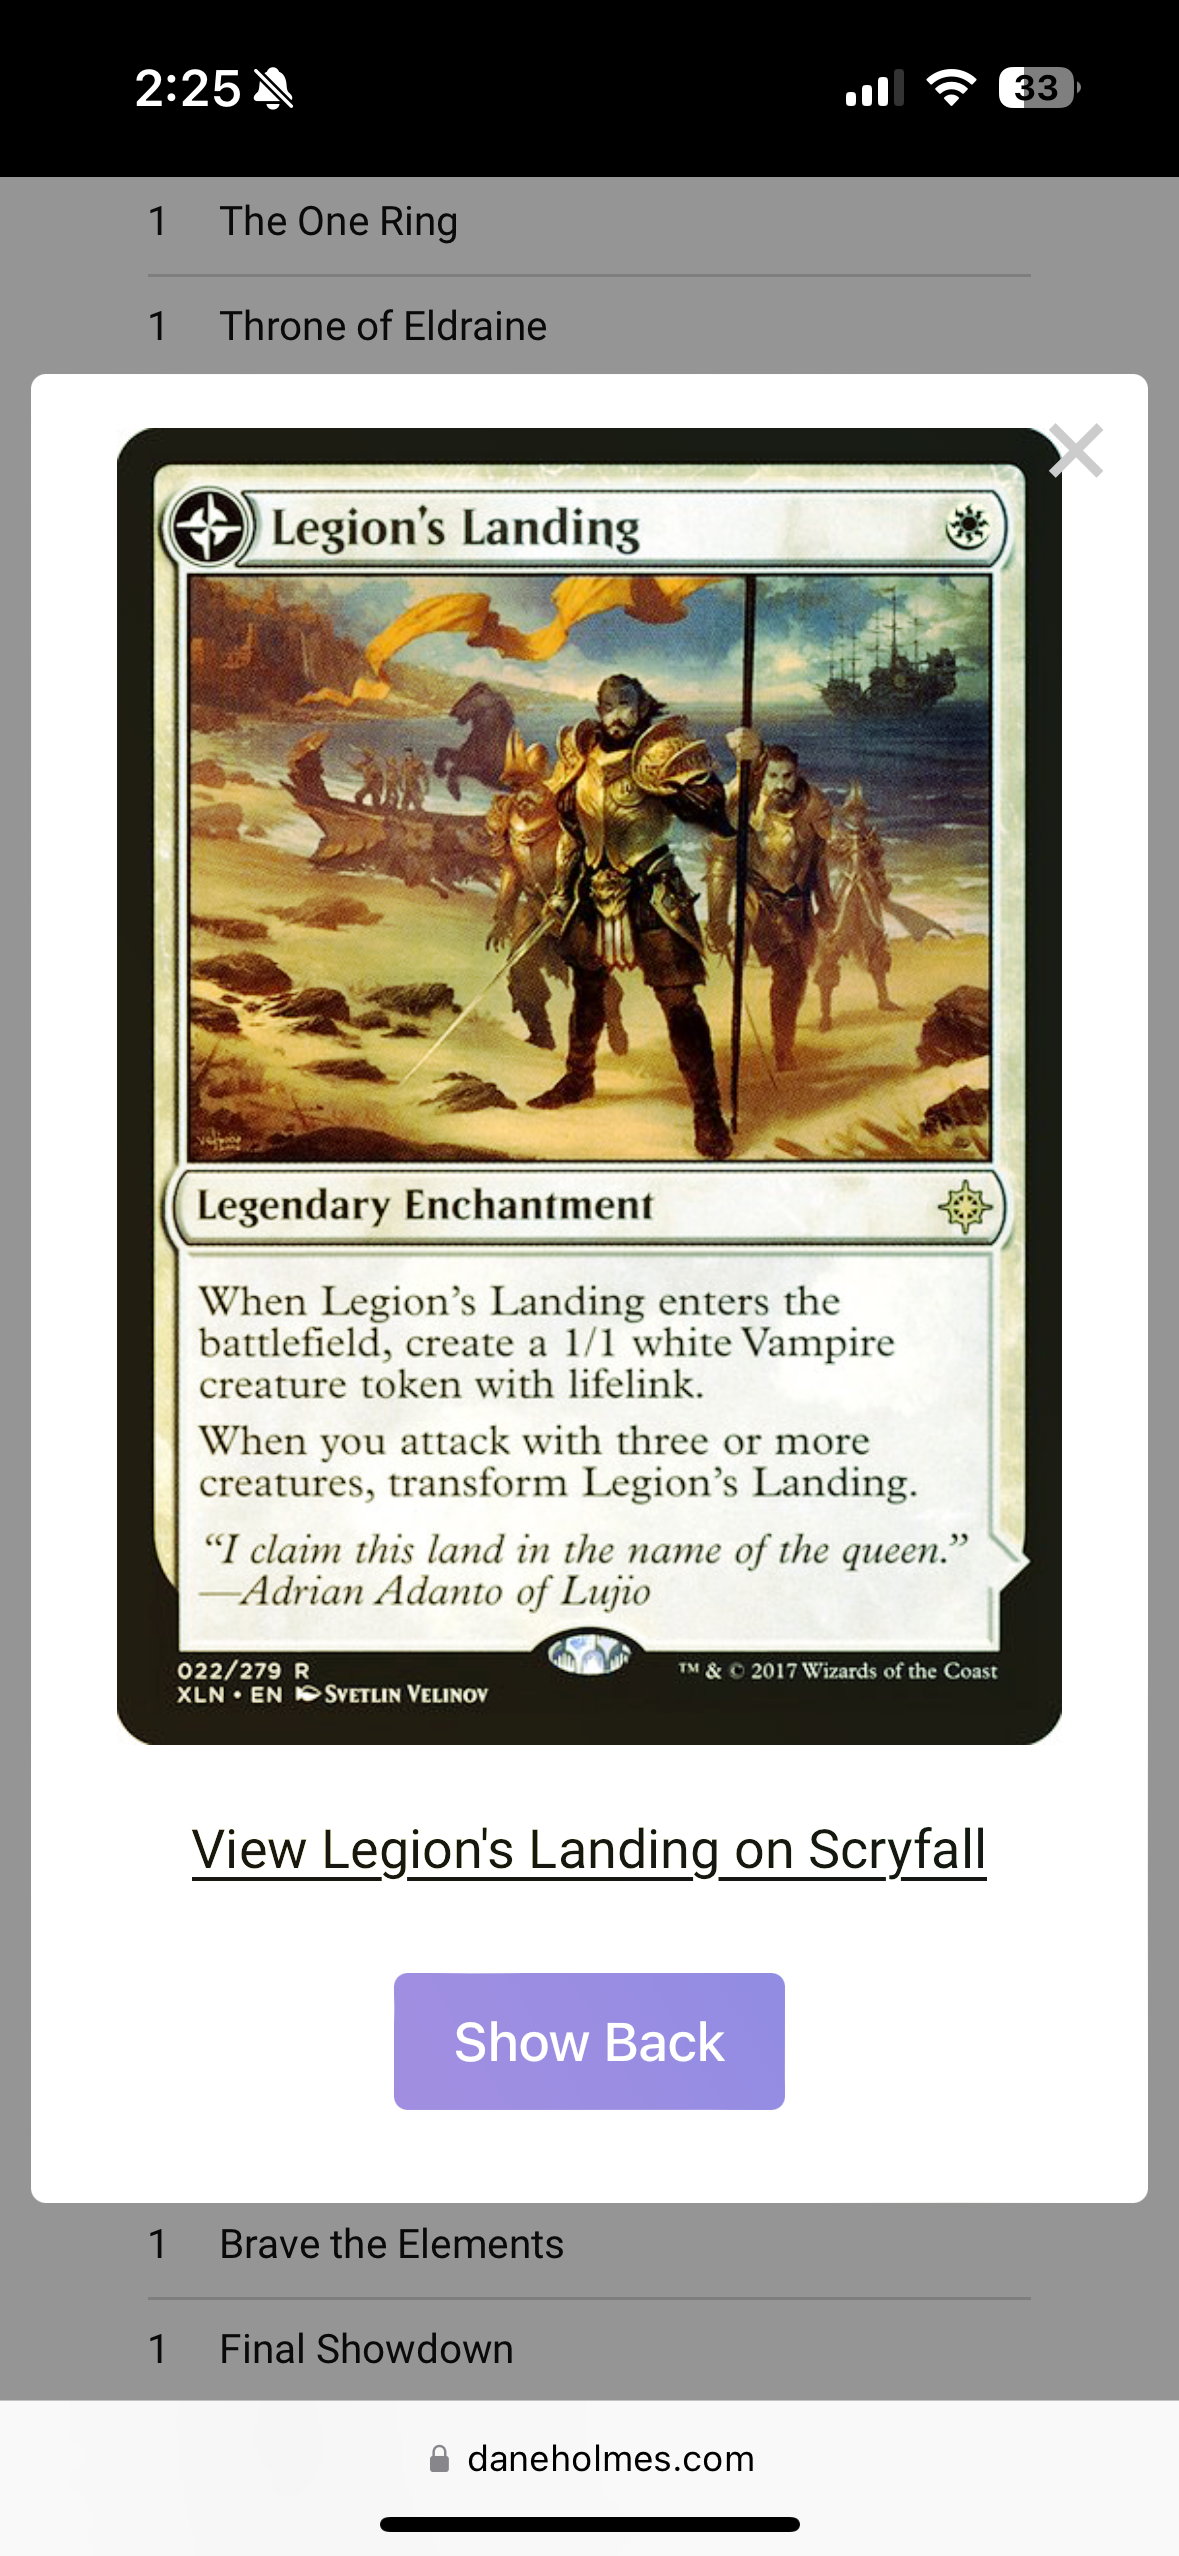 2:25
33
1 The One Ring
1 Throne of Eldraine
Legion's Landing
Legendary Enchantment
When Legion's Landing enters the
battlefield, create a 1/1 white Vampire
creature token with lifelink.
When you attack with three or more
creatures, transform Legion's Landing.
“I claim this land in the name of the queen.”
—Adrian Adanto of Lujio
022/279 R
XLN • EN SVETLIN VELINOV
™ & © 2017 Wizards of the Coast
View Legion's Landing on Scryfall
Show Back
1 Brave the Elements
1 Final Showdown
daneholmes.com